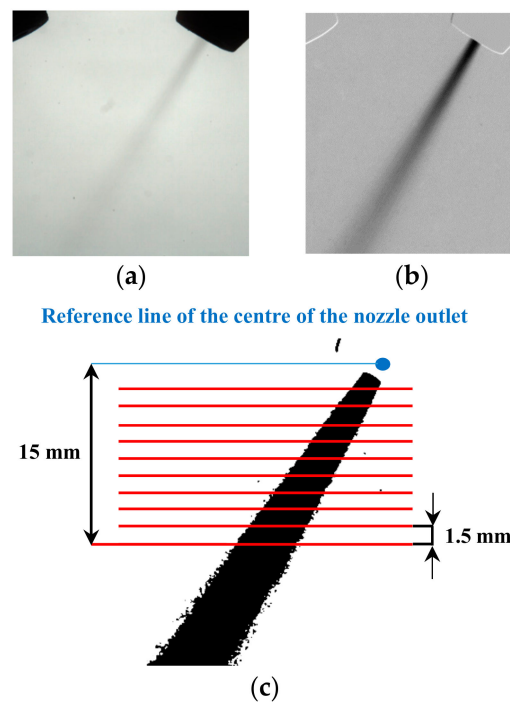 (a)
(b)
Reference line of the centre of the nozzle outlet
15 mm
1.5 mm
(c)